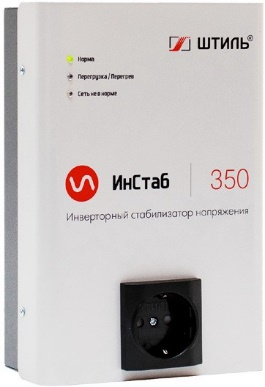 ШТИЛЬ®
Норма
Перегрузка/Перегрев
Сеть не в норме
ИнСтаб 350
Инверторный стабилизатор напряжения